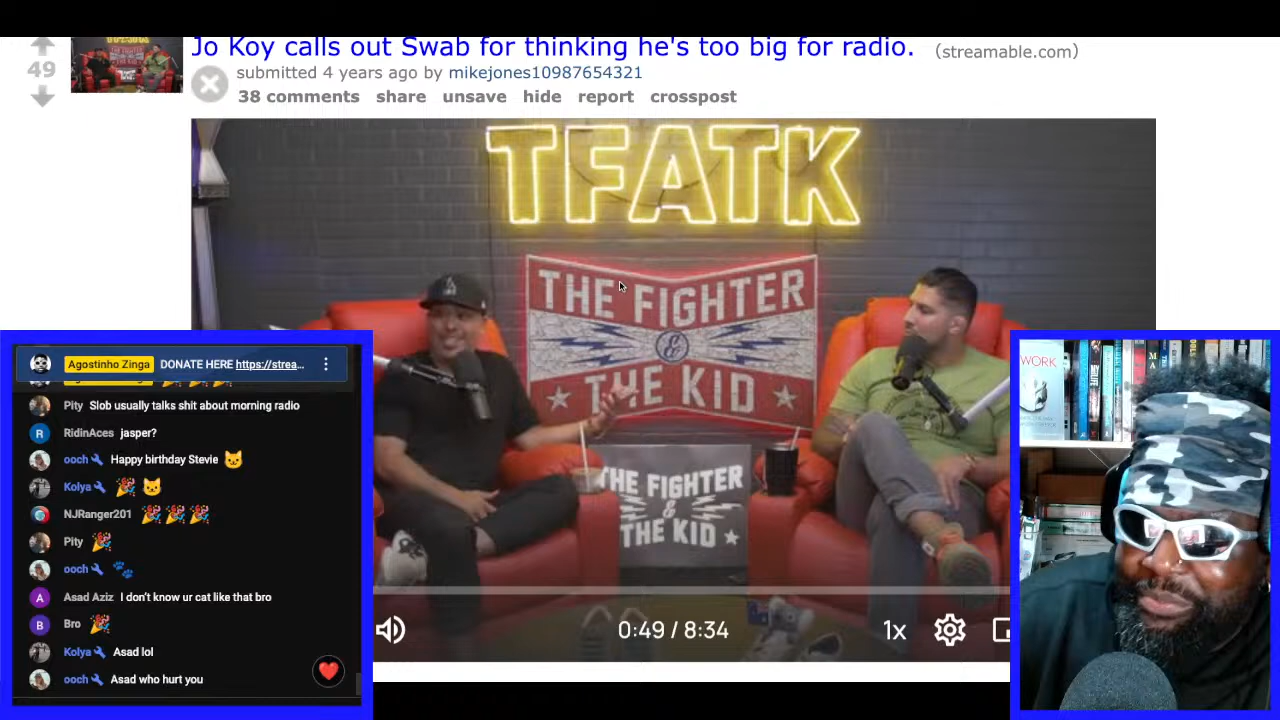 Jo Koy calls out Swab for thinking he's too big for radio. (streamable.com)
49
submitted 4 years ago by mikejones10987654321
38 comments share unsave hide report crosspost
TFATK
THE FIGHTER
&
THE KID
THE FIGHTER
&
THE KID
0:49 / 8:34
1x
Agostinho Zinga DONATE HERE https://strea...
Pity Slob usually talks shit about morning radio
R RidinAces jasper?
ooch Happy birthday Stevie
Kolya
NJRanger201
Pity
ooch
A Asad Aziz I don't know ur cat like that bro
B Bro
Kolya Asad lol
ooch Asad who hurt you
WORK